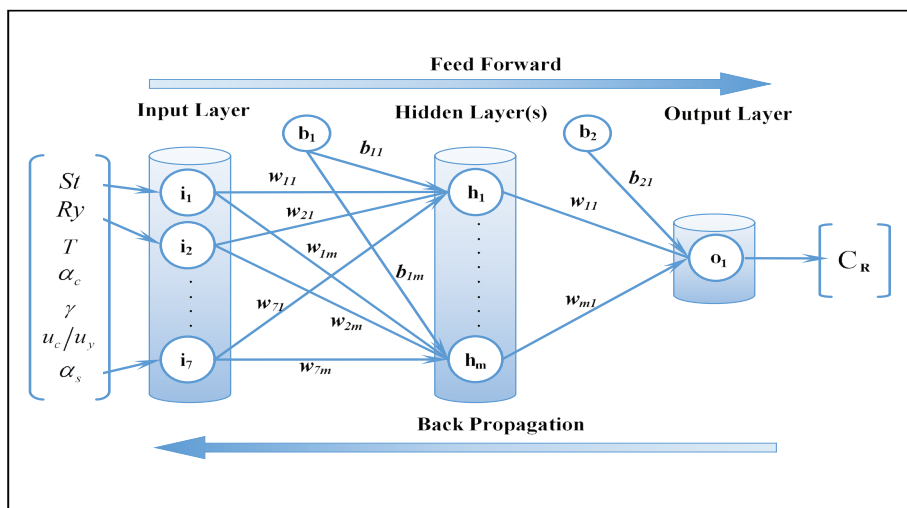 Feed Forward
Input Layer
Hidden Layer(s)
Output Layer
b1
b2
b11
b21
b1m
St
Ry
T
αc
γ
uc/uy
αs
i1
i2
i7
w11
w21
w1m
w71
w2m
w7m
h1
hm
w11
wm1
o1
CR
Back Propagation